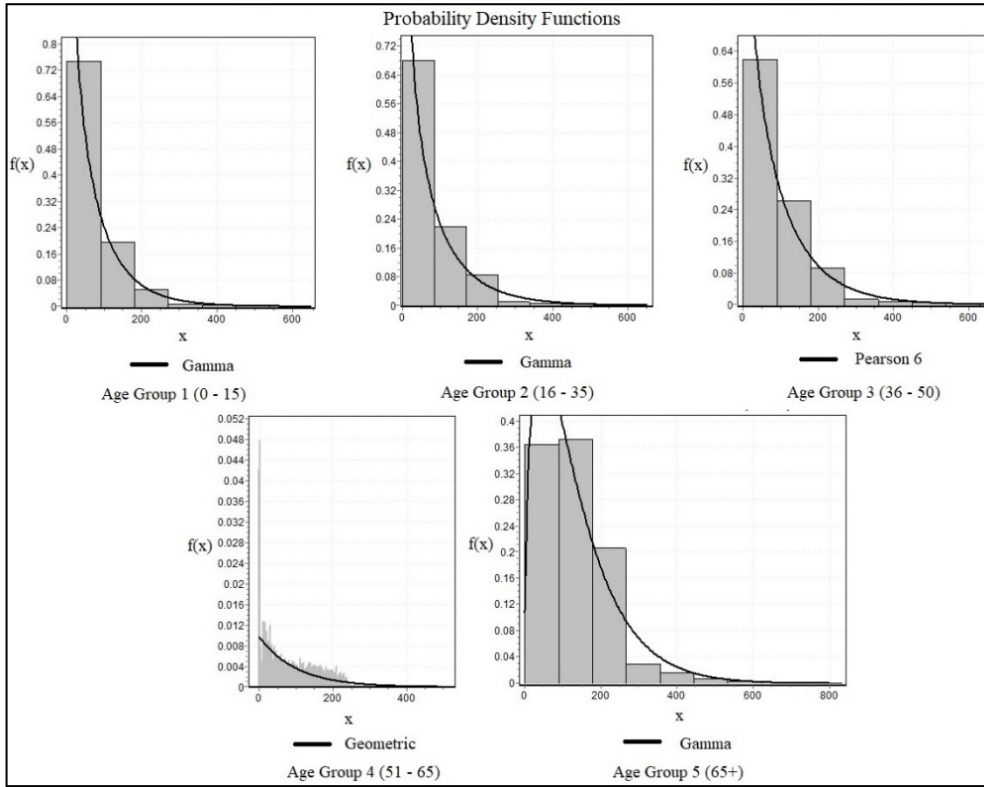 Probability Density Functions
0.8
0.72
0.64
0.56
0.48
0.4
0.32
0.24
0.16
0.08
0
f(x)
0 200 400 600
x
Gamma
Age Group 1 (0 - 15)
0.72
0.64
0.56
0.48
0.4
0.32
0.24
0.16
0.08
0
f(x)
0 200 400 600
x
Gamma
Age Group 2 (16 - 35)
0.64
0.56
0.48
0.4
0.32
0.24
0.16
0.08
0
f(x)
0 200 400 600
x
Pearson 6
Age Group 3 (36 - 50)
0.052
0.048
0.044
0.04
0.036
0.032
0.028
0.024
0.02
0.016
0.012
0.008
0.004
0
f(x)
0 200 400
x
Geometric
Age Group 4 (51 - 65)
0.4
0.36
0.32
0.28
0.24
0.2
0.16
0.12
0.08
0.04
0
f(x)
0 200 400 600 800
x
Gamma
Age Group 5 (65+)